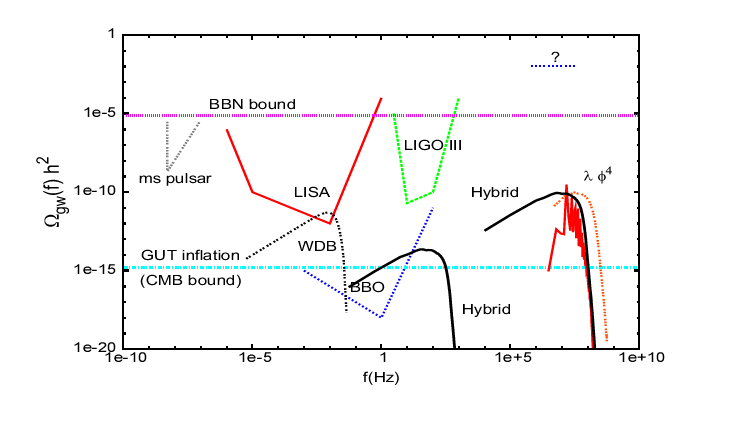 1
?
BBN bound
1e-5
LIGO III
ms pulsar
λ ϕ⁴
1e-10
LISA
Hybrid
Ω_gw(f) h²
WDB
GUT inflation
1e-15
(CMB bound)
BBO
Hybrid
1e-20
1e-10
1e-5
1
1e+5
1e+10
f(Hz)